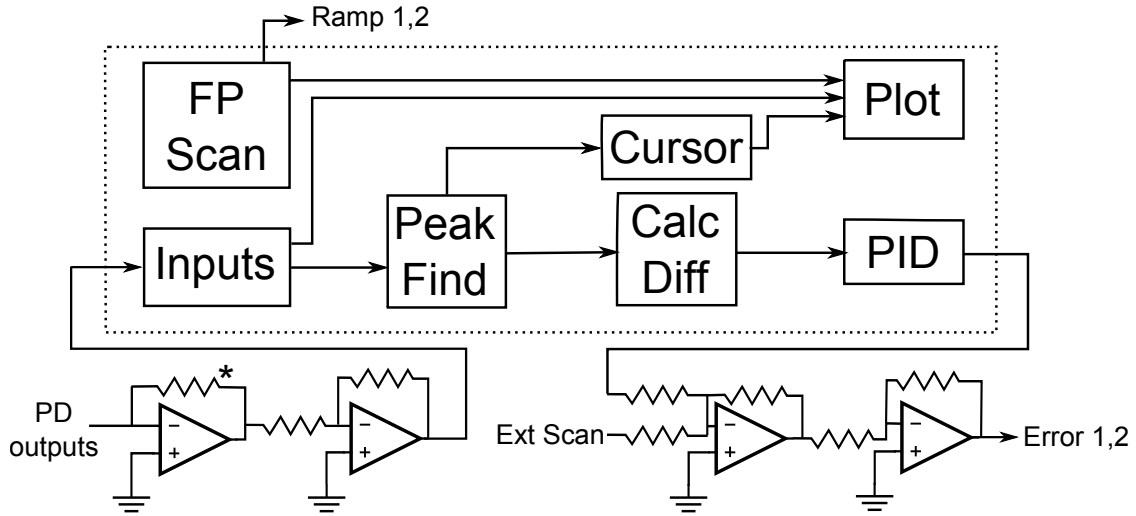 Ramp 1,2
FP
Scan
Plot
Cursor
Inputs
Peak
Find
Calc
Diff
PID
*
PD
outputs
−
+
−
+
Ext Scan
−
+
−
+
Error 1,2